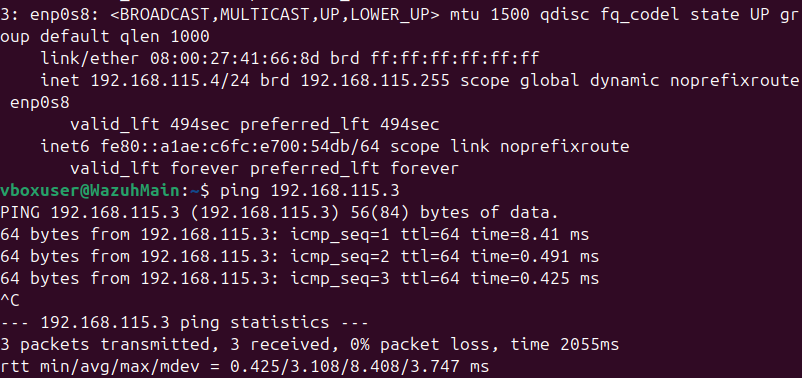 3: enp0s8: <BROADCAST,MULTICAST,UP,LOWER_UP> mtu 1500 qdisc fq_codel state UP gr
oup default qlen 1000
    link/ether 08:00:27:41:66:8d brd ff:ff:ff:ff:ff:ff
    inet 192.168.115.4/24 brd 192.168.115.255 scope global dynamic noprefixroute
 enp0s8
       valid_lft 494sec preferred_lft 494sec
    inet6 fe80::a1ae:c6fc:e700:54db/64 scope link noprefixroute
       valid_lft forever preferred_lft forever
vboxuser@WazuhMain:~$ ping 192.168.115.3
PING 192.168.115.3 (192.168.115.3) 56(84) bytes of data.
64 bytes from 192.168.115.3: icmp_seq=1 ttl=64 time=8.41 ms
64 bytes from 192.168.115.3: icmp_seq=2 ttl=64 time=0.491 ms
64 bytes from 192.168.115.3: icmp_seq=3 ttl=64 time=0.425 ms
^C
--- 192.168.115.3 ping statistics ---
3 packets transmitted, 3 received, 0% packet loss, time 2055ms
rtt min/avg/max/mdev = 0.425/3.108/8.408/3.747 ms